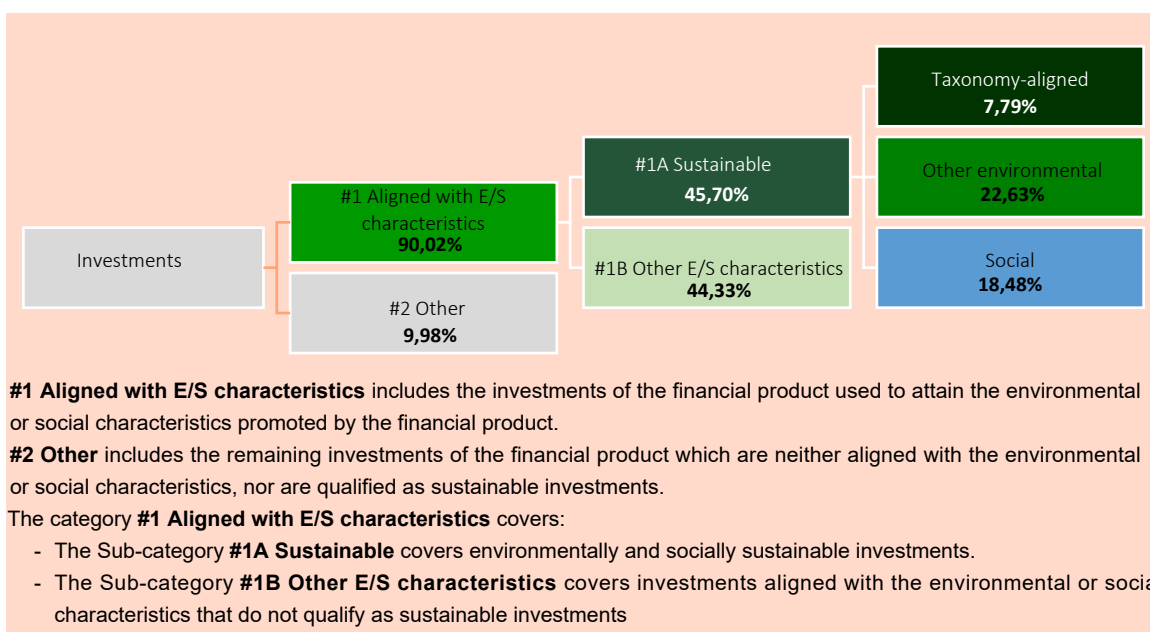 Investments
#1 Aligned with E/S
characteristics
90,02%
#2 Other
9,98%
#1A Sustainable
45,70%
#1B Other E/S characteristics
44,33%
Taxonomy-aligned
7,79%
Other environmental
22,63%
Social
18,48%
#1 Aligned with E/S characteristics includes the investments of the financial product used to attain the environmental
or social characteristics promoted by the financial product.
#2 Other includes the remaining investments of the financial product which are neither aligned with the environmental
or social characteristics, nor are qualified as sustainable investments.
The category #1 Aligned with E/S characteristics covers:
- The Sub-category #1A Sustainable covers environmentally and socially sustainable investments.
- The Sub-category #1B Other E/S characteristics covers investments aligned with the environmental or socia
characteristics that do not qualify as sustainable investments